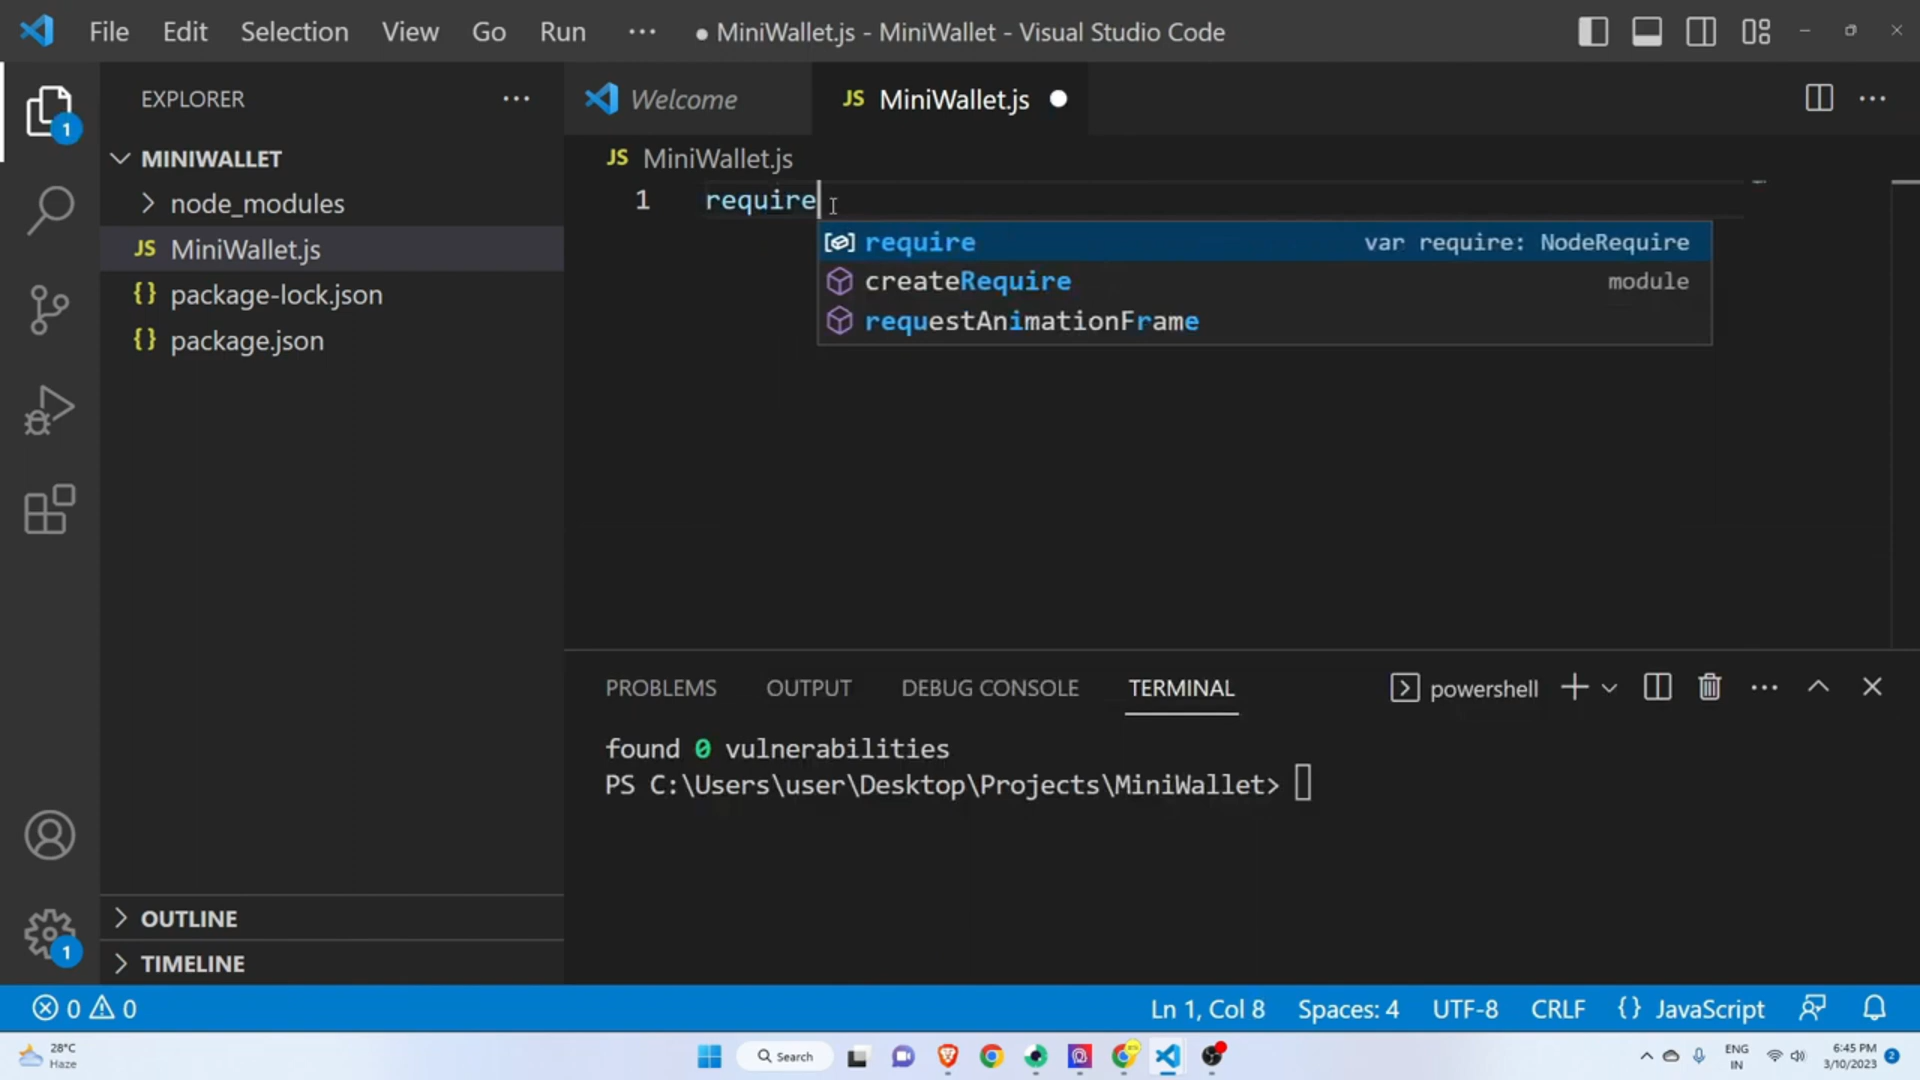 File Edit Selection View Go Run ··· ● MiniWallet.js - MiniWallet - Visual Studio Code
EXPLORER ···
Welcome
JS MiniWallet.js ●
1
MINIWALLET
JS MiniWallet.js
node_modules
1 require
JS MiniWallet.js
require var require: NodeRequire
{} package-lock.json
createRequire module
{} package.json
requestAnimationFrame
PROBLEMS OUTPUT DEBUG CONSOLE TERMINAL powershell
found 0 vulnerabilities
PS C:\Users\user\Desktop\Projects\MiniWallet>
OUTLINE
1
TIMELINE
0 0 Ln 1, Col 8 Spaces: 4 UTF-8 CRLF {} JavaScript
28°C
Haze
Search
ENG
IN
6:45 PM
3/10/2023
2